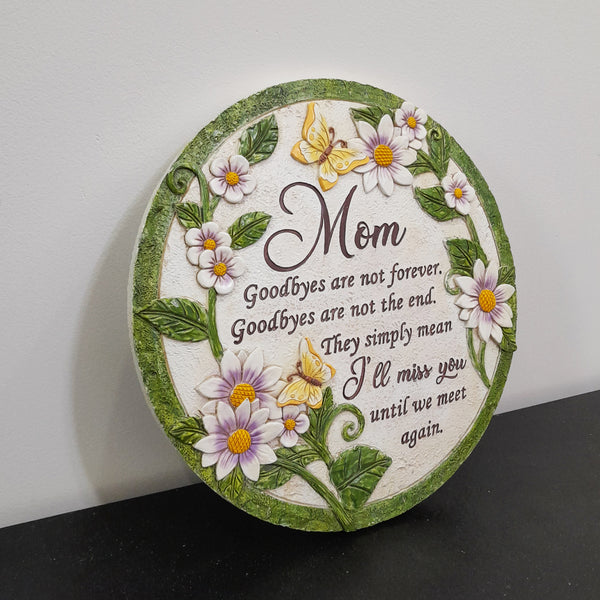 Mom
Goodbyes are not forever.
Goodbyes are not the end.
They simply mean
I'll miss you
until we meet
again.